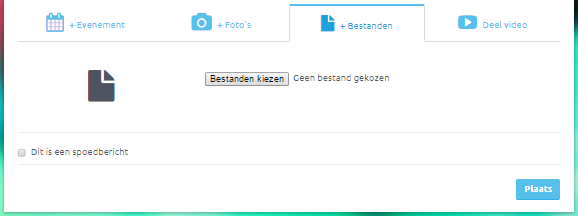 + Evenement + Foto's + Bestanden Deel video
Bestanden kiezen Geen bestand gekozen
Dit is een spoedbericht
Plaats